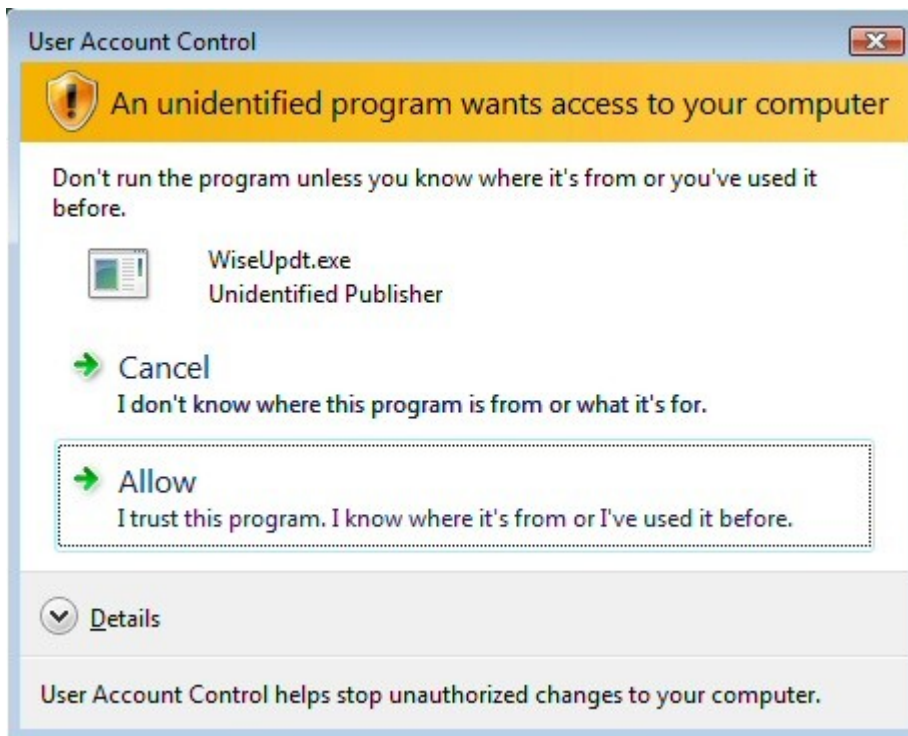 User Account Control
An unidentified program wants access to your computer
Don't run the program unless you know where it's from or you've used it
before.
WiseUpdt.exe
Unidentified Publisher
Cancel
I don't know where this program is from or what it's for.
Allow
I trust this program. I know where it's from or I've used it before.
Details
User Account Control helps stop unauthorized changes to your computer.